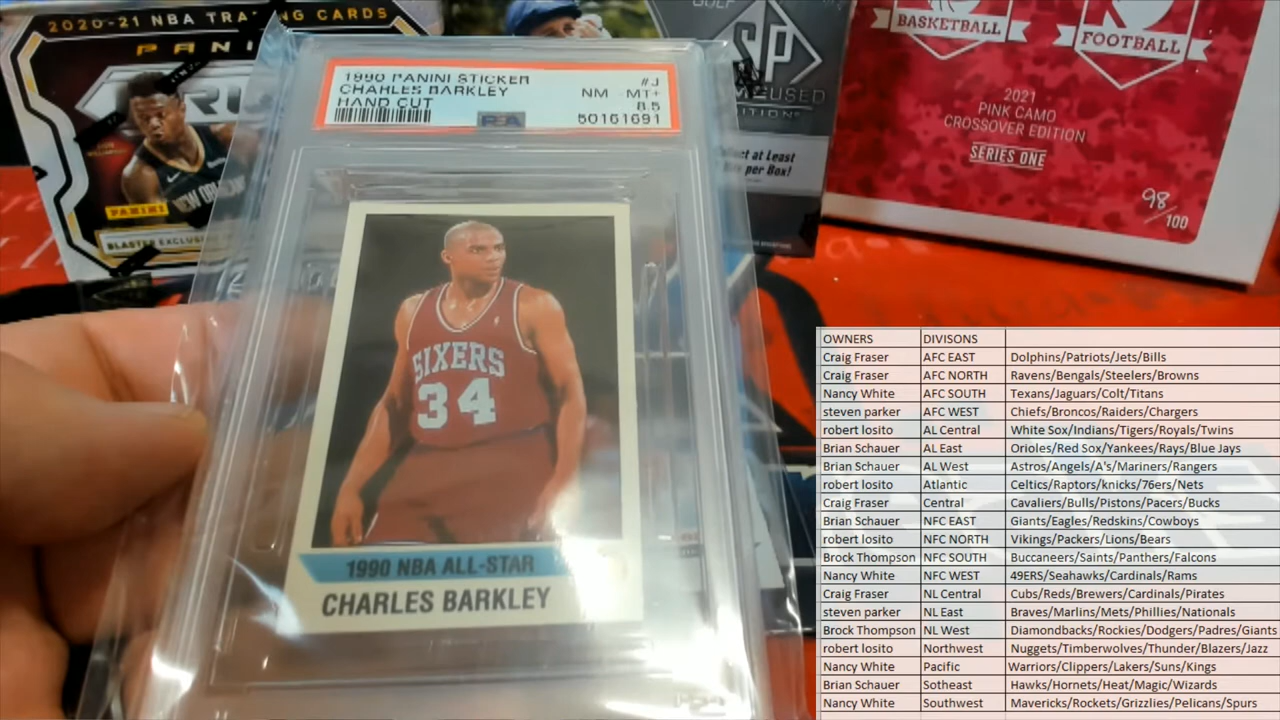 2020-21 NBA TRADING CARDS
PANINI
NEW ORLEANS
PANINI
BLASTER EXCLUSIVE
1990 PANINI STICKER #J
CHARLES BARKLEY NM - MT+
HAND CUT 8.5
PSA 50161691
SIXERS
34
1990 NBA ALL-STAR
CHARLES BARKLEY
GOLF
SP
BASKETBALL
FOOTBALL
2021
PINK CAMO
CROSSOVER EDITION
SERIES ONE
98/100
OWNERS DIVISONS
Craig Fraser AFC EAST Dolphins/Patriots/Jets/Bills
Craig Fraser AFC NORTH Ravens/Bengals/Steelers/Browns
Nancy White AFC SOUTH Texans/Jaguars/Colt/Titans
steven parker AFC WEST Chiefs/Broncos/Raiders/Chargers
robert losito AL Central White Sox/Indians/Tigers/Royals/Twins
Brian Schauer AL East Orioles/Red Sox/Yankees/Rays/Blue Jays
Brian Schauer AL West Astros/Angels/A's/Mariners/Rangers
robert losito Atlantic Celtics/Raptors/knicks/76ers/Nets
Craig Fraser Central Cavaliers/Bulls/Pistons/Pacers/Bucks
Brian Schauer NFC EAST Giants/Eagles/Redskins/Cowboys
robert losito NFC NORTH Vikings/Packers/Lions/Bears
Brock Thompson NFC SOUTH Buccaneers/Saints/Panthers/Falcons
Nancy White NFC WEST 49ERS/Seahawks/Cardinals/Rams
Craig Fraser NL Central Cubs/Reds/Brewers/Cardinals/Pirates
steven parker NL East Braves/Marlins/Mets/Phillies/Nationals
Brock Thompson NL West Diamondbacks/Rockies/Dodgers/Padres/Giants
robert losito Northwest Nuggets/Timberwolves/Thunder/Blazers/Jazz
Nancy White Pacific Warriors/Clippers/Lakers/Suns/Kings
Brian Schauer Sotheast Hawks/Hornets/Heat/Magic/Wizards
Nancy White Southwest Mavericks/Rockets/Grizzlies/Pelicans/Spurs